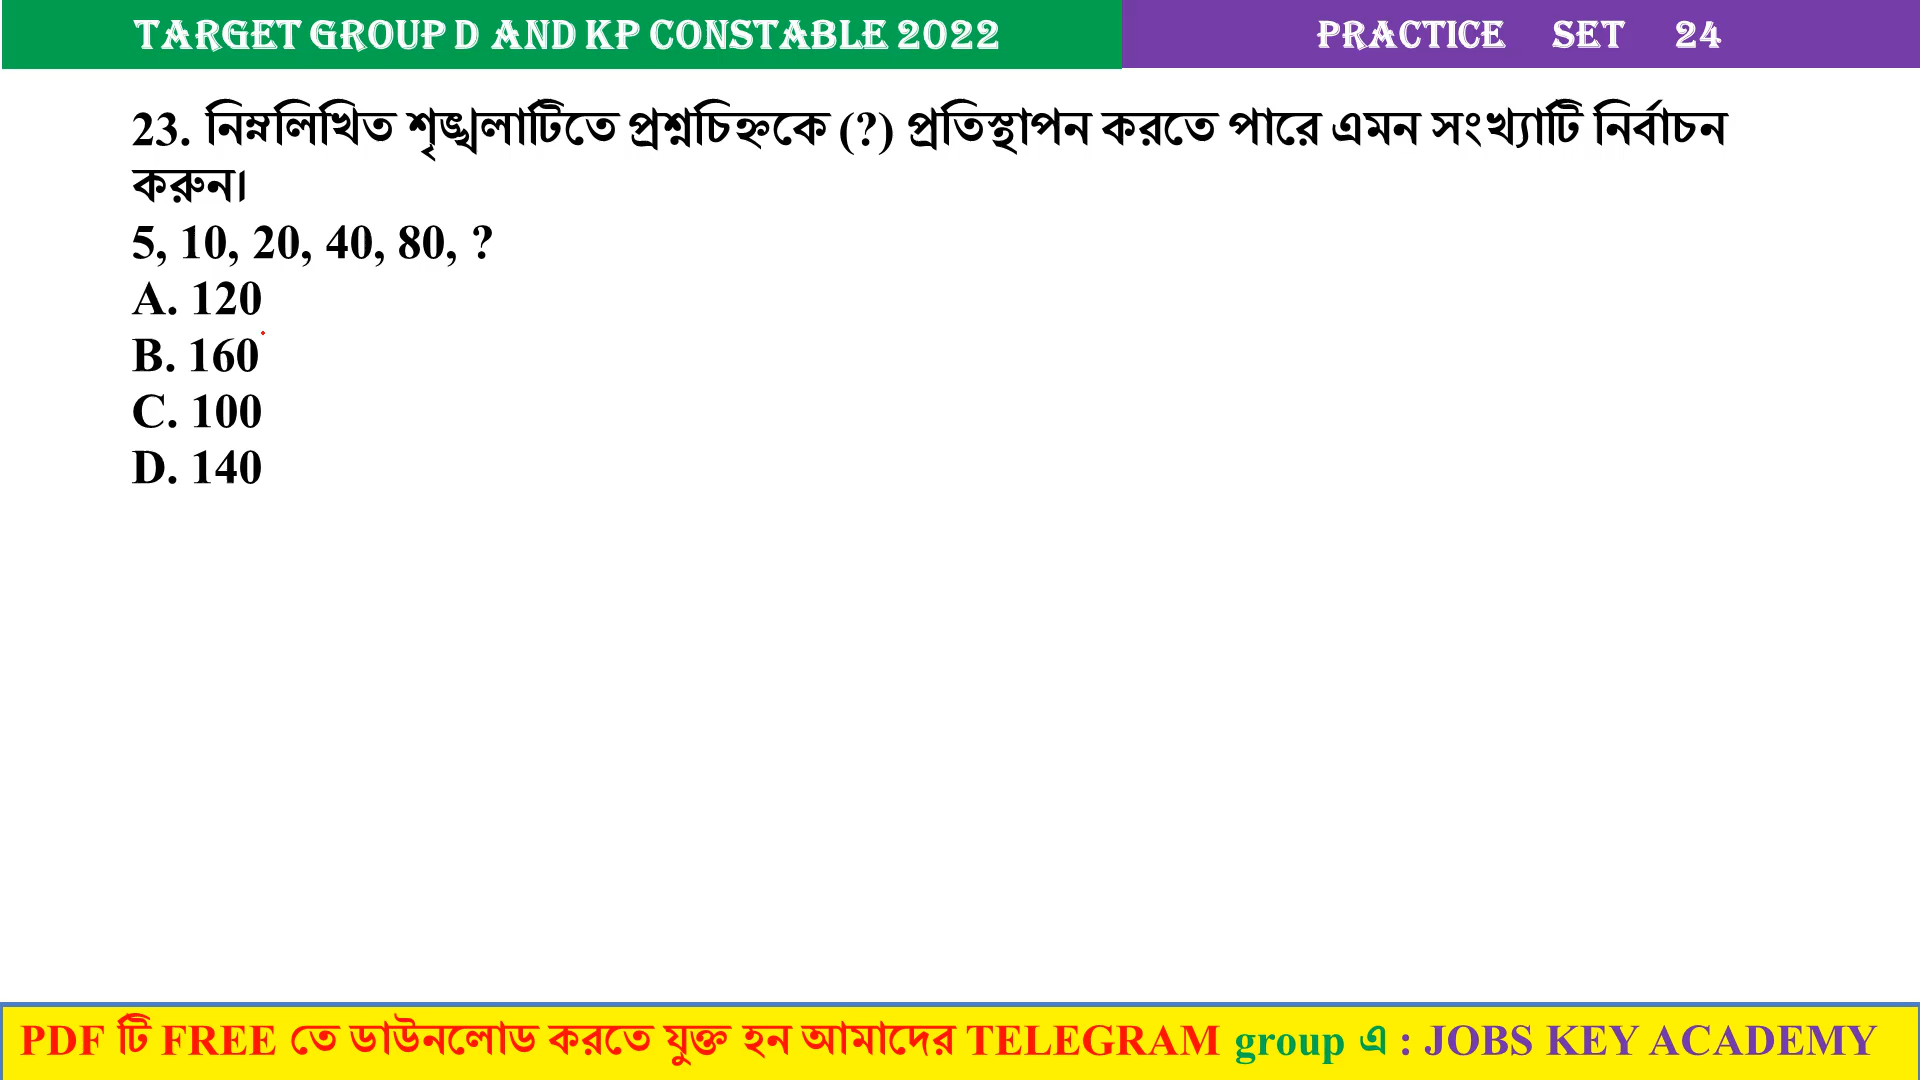 TARGET GROUP D AND KP CONSTABLE 2022
PRACTICE SET 24
23. নিম্নলিখিত শৃঙ্খলাটিতে প্রশ্নচিহ্নকে (?) প্রতিস্থাপন করতে পারে এমন সংখ্যাটি নির্বাচন
করুন।
5, 10, 20, 40, 80, ?
A. 120
B. 160
C. 100
D. 140
PDF টি FREE তে ডাউনলোড করতে যুক্ত হন আমাদের TELEGRAM group এ : JOBS KEY ACADEMY